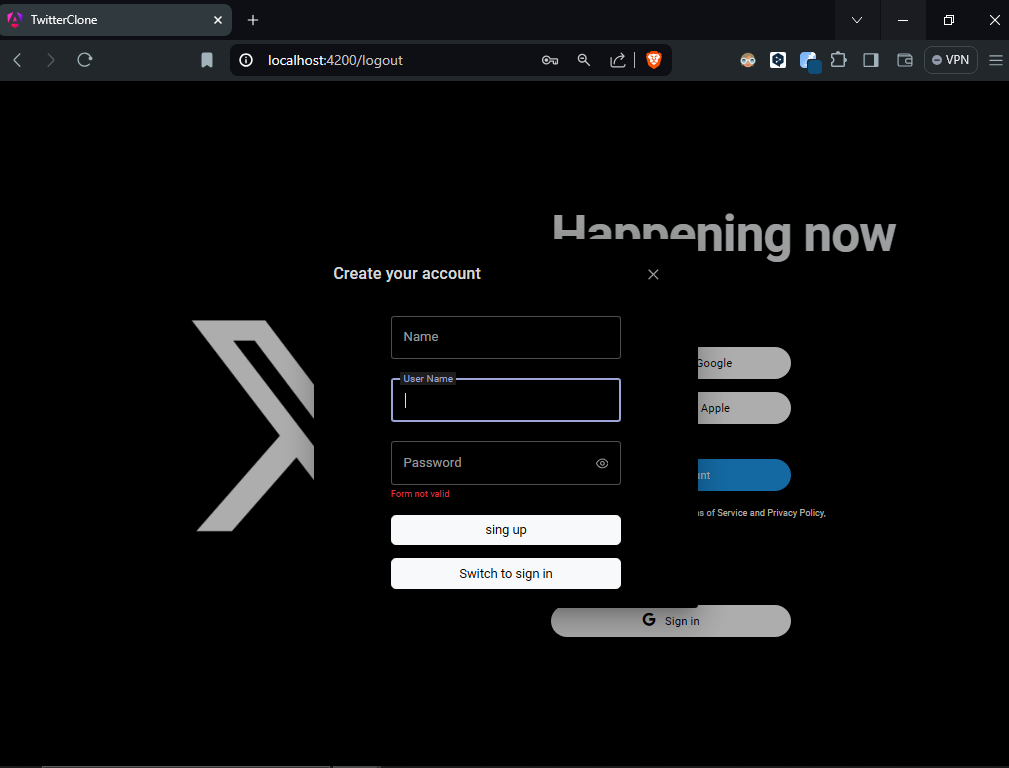 TwitterClone
localhost:4200/logout
VPN
Happening now
Create your account
Name
Google
User Name
Apple
Password
Form not valid
sing up
of Service and Privacy Policy,
Switch to sign in
G Sign in